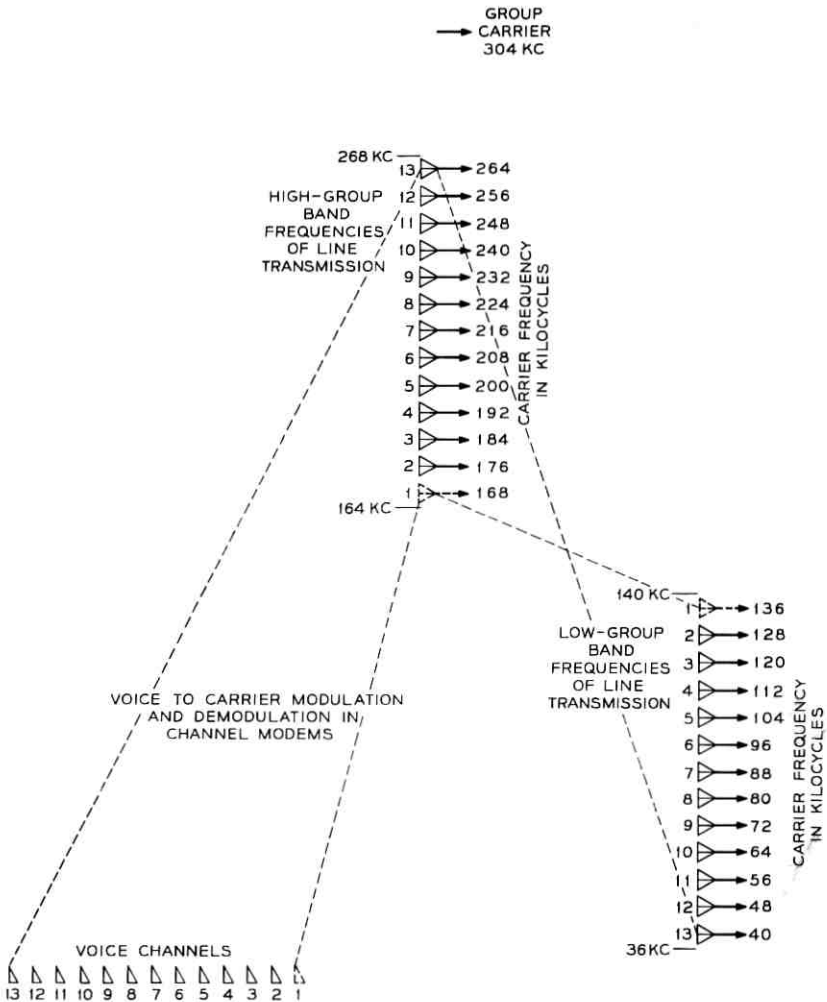 GROUP
CARRIER
304 KC
268 KC
13 264
12 256
11 248
10 240
9 232
8 224
7 216
6 208
5 200
4 192
3 184
2 176
1 168
164 KC
HIGH-GROUP
BAND
FREQUENCIES
OF LINE
TRANSMISSION
CARRIER FREQUENCY
IN KILOCYCLES
140 KC
1 136
2 128
3 120
4 112
5 104
6 96
7 88
8 80
9 72
10 64
11 56
12 48
13 40
36 KC
LOW-GROUP
BAND
FREQUENCIES
OF LINE
TRANSMISSION
CARRIER FREQUENCY
IN KILOCYCLES
VOICE TO CARRIER MODULATION
AND DEMODULATION IN
CHANNEL MODEMS
VOICE CHANNELS
13 12 11 10 9 8 7 6 5 4 3 2 1